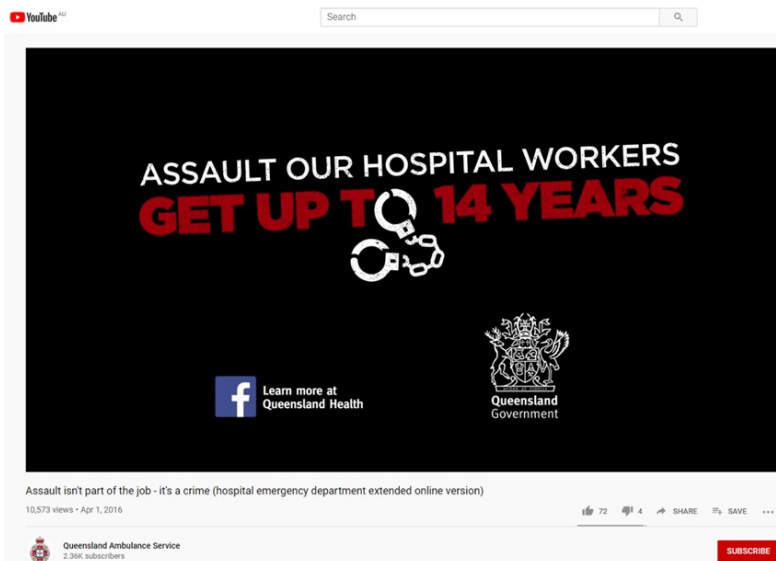 YouTube AU
Search
ASSAULT OUR HOSPITAL WORKERS
GET UP TO 14 YEARS
Learn more at
Queensland Health
Queensland
Government
Assault isn't part of the job - it's a crime (hospital emergency department extended online version)
10,573 views • Apr 1, 2016
72 4 SHARE SAVE
Queensland Ambulance Service
2.36K subscribers
SUBSCRIBE